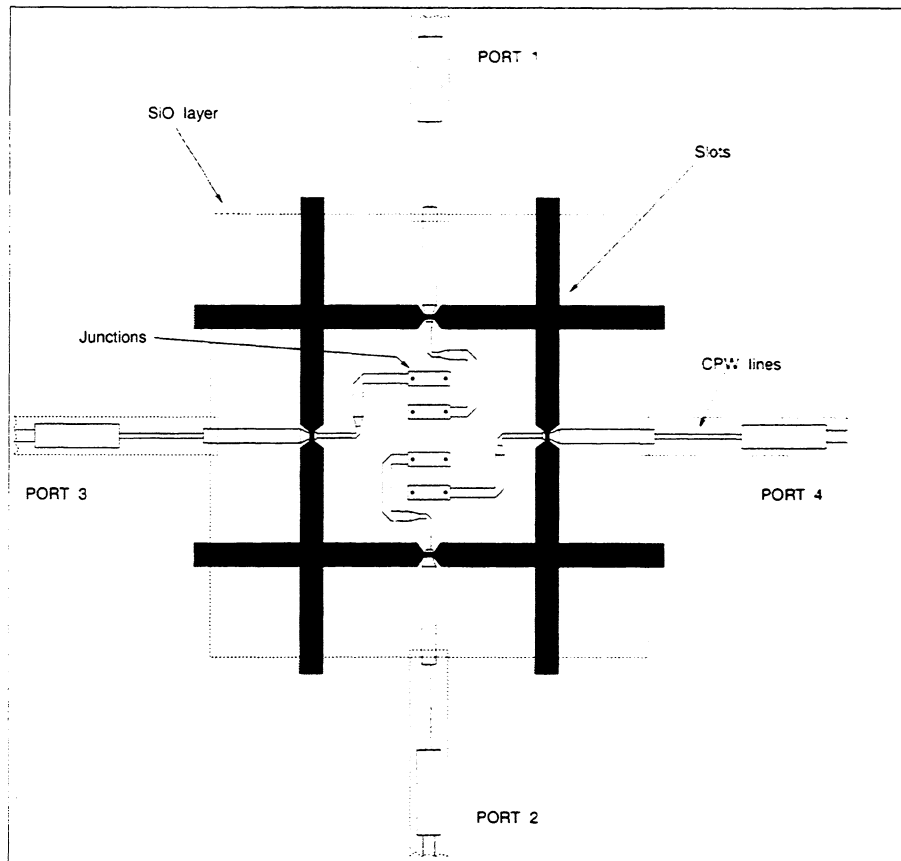 PORT 1
SiO layer
Slots
Junctions
CPW lines
PORT 3
PORT 4
PORT 2